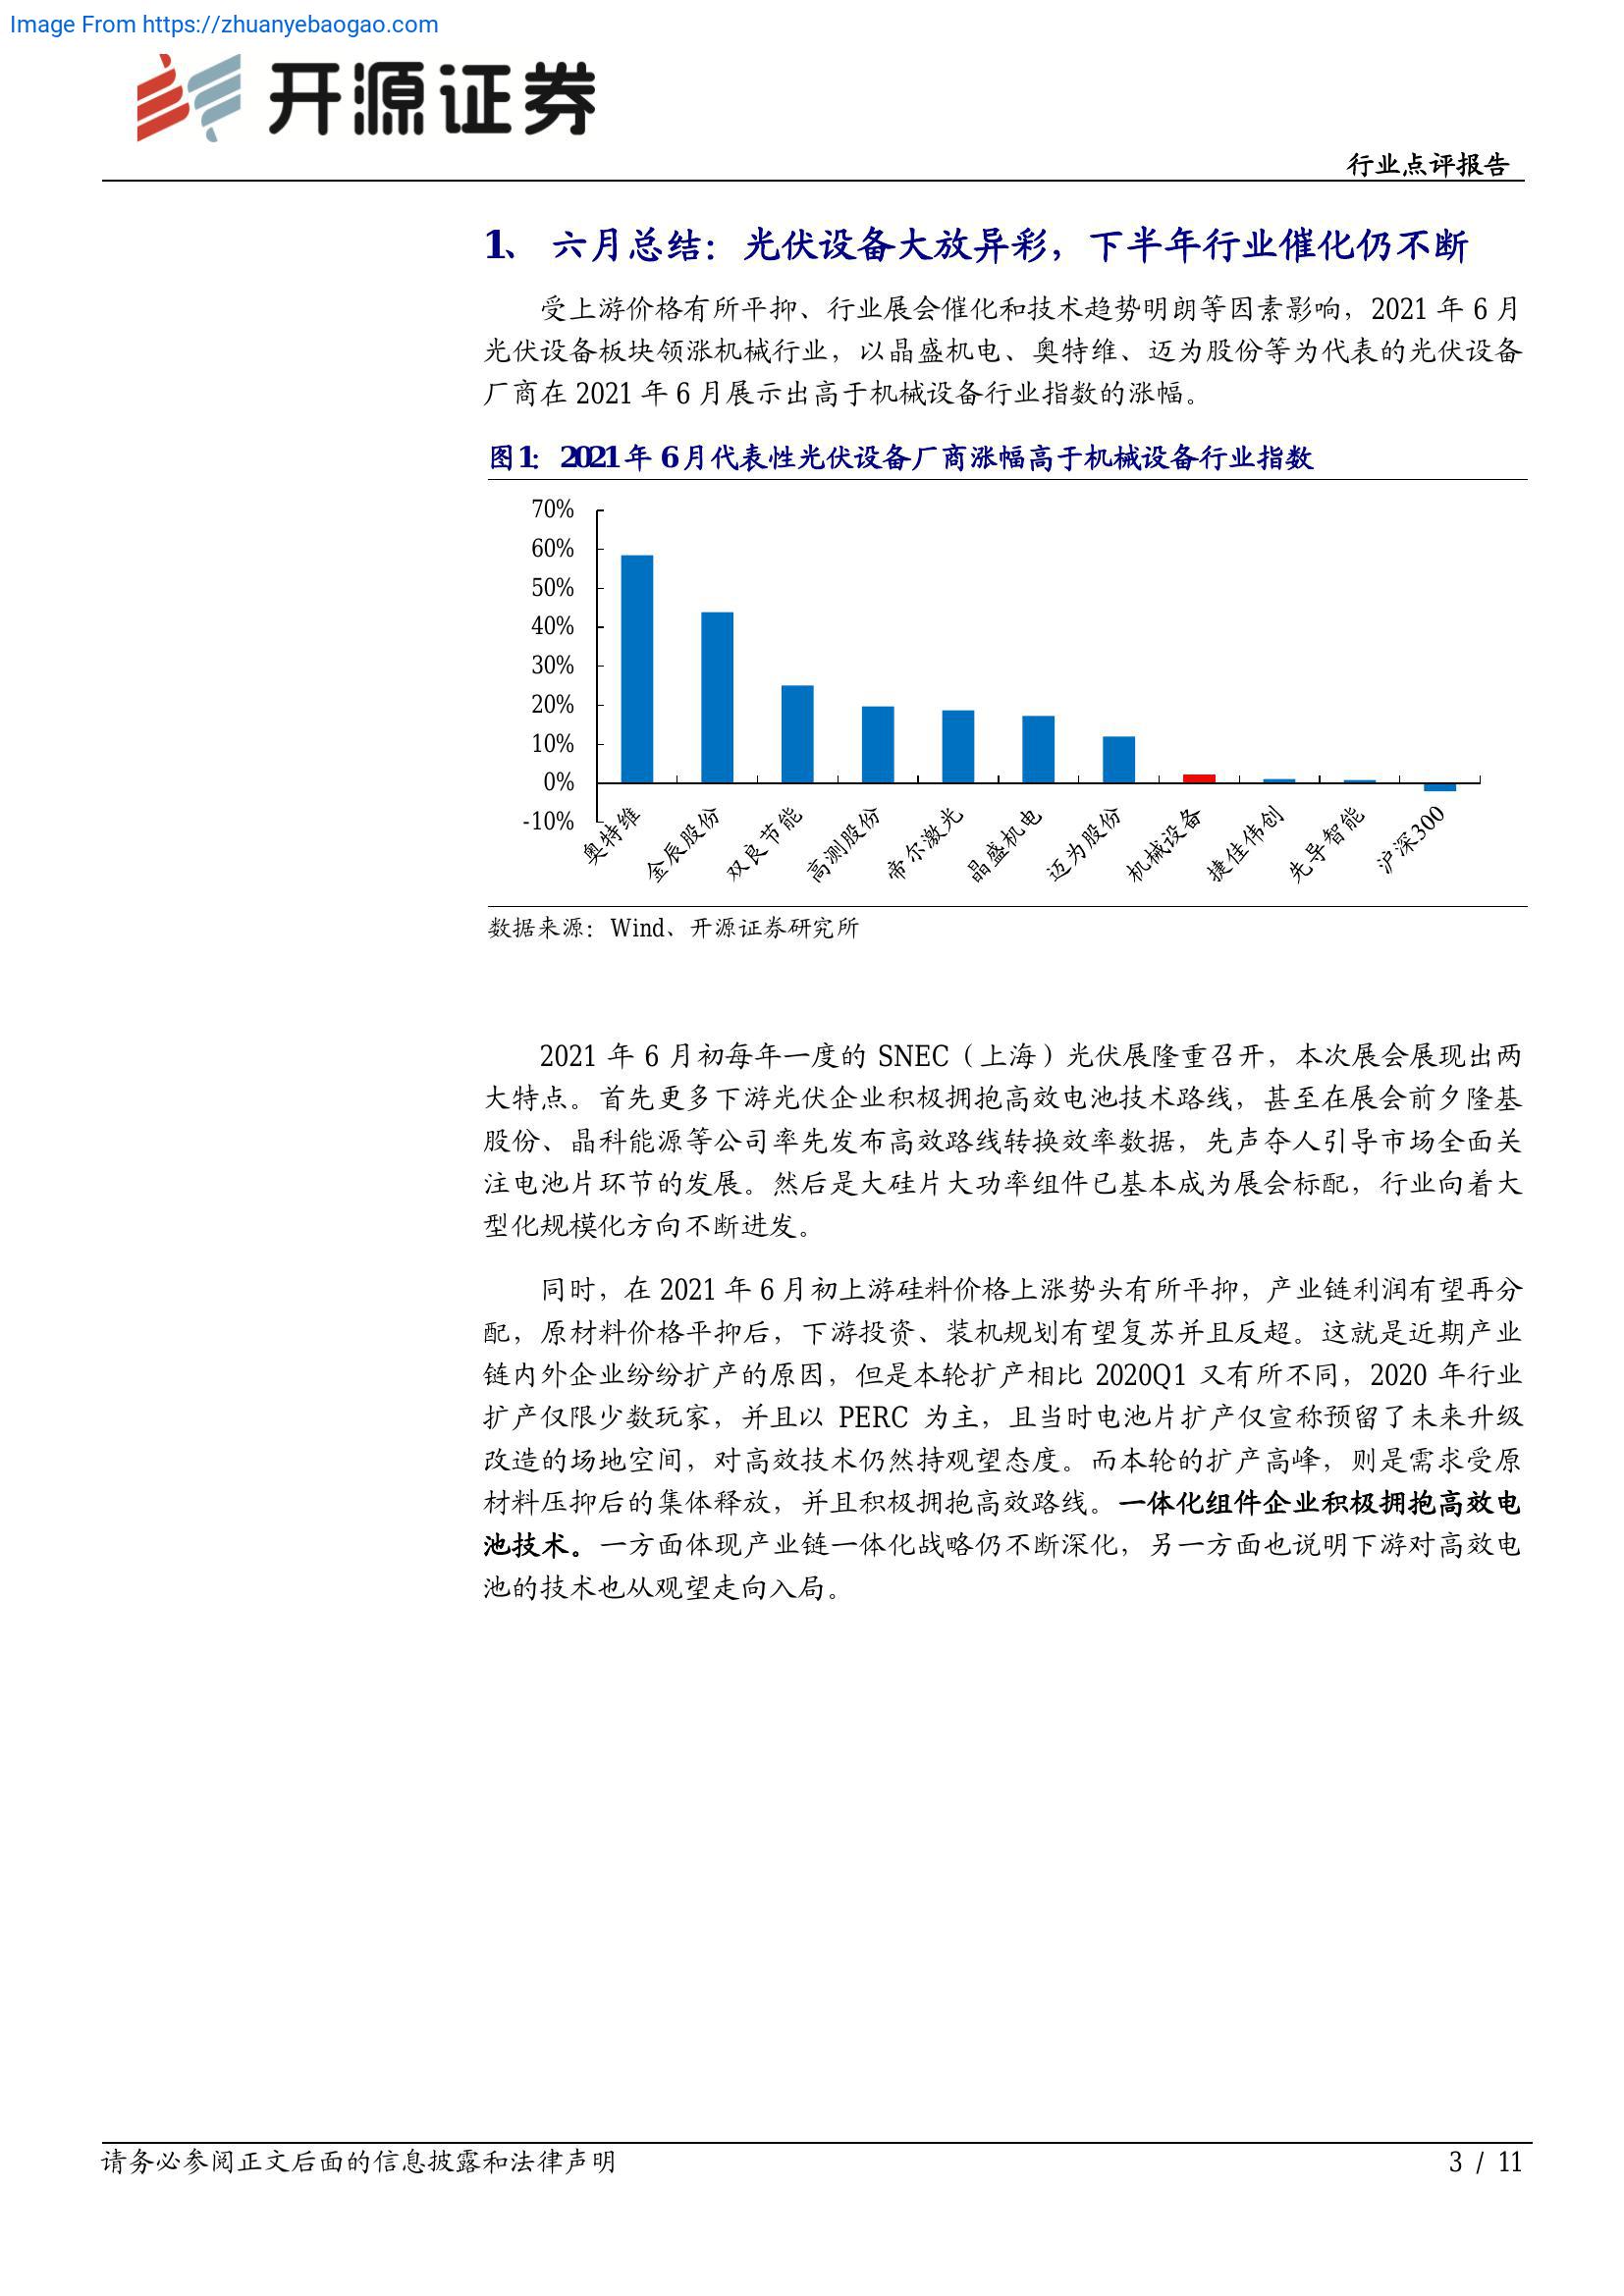 Image From https://zhuanyebaogao.com
开源证券
行业点评报告
1、 六月总结：光伏设备大放异彩，下半年行业催化仍不断
受上游价格有所平抑、行业展会催化和技术趋势明朗等因素影响，2021 年 6 月
光伏设备板块领涨机械行业，以晶盛机电、奥特维、迈为股份等为代表的光伏设备
厂商在 2021 年 6 月展示出高于机械设备行业指数的涨幅。
图 1：2021 年 6 月代表性光伏设备厂商涨幅高于机械设备行业指数
70%
60%
50%
40%
30%
20%
10%
0%
-10%
奥特维
金辰股份
双良节能
高测股份
帝尔激光
晶盛机电
迈为股份
机械设备
捷佳伟创
先导智能
沪深300
数据来源：Wind、开源证券研究所
2021 年 6 月初每年一度的 SNEC（上海）光伏展隆重召开，本次展会展现出两
大特点。首先更多下游光伏企业积极拥抱高效电池技术路线，甚至在展会前夕隆基
股份、晶科能源等公司率先发布高效路线转换效率数据，先声夺人引导市场全面关
注电池片环节的发展。然后是大硅片大功率组件已基本成为展会标配，行业向着大
型化规模化方向不断进发。
同时，在 2021 年 6 月初上游硅料价格上涨势头有所平抑，产业链利润有望再分
配，原材料价格平抑后，下游投资、装机规划有望复苏并且反超。这就是近期产业
链内外企业纷纷扩产的原因，但是本轮扩产相比 2020Q1 又有所不同，2020 年行业
扩产仅限少数玩家，并且以 PERC 为主，且当时电池片扩产仅宣称预留了未来升级
改造的场地空间，对高效技术仍然持观望态度。而本轮的扩产高峰，则是需求受原
材料压抑后的集体释放，并且积极拥抱高效路线。一体化组件企业积极拥抱高效电
池技术。一方面体现产业链一体化战略仍不断深化，另一方面也说明下游对高效电
池的技术也从观望走向入局。
请务必参阅正文后面的信息披露和法律声明
3 / 11